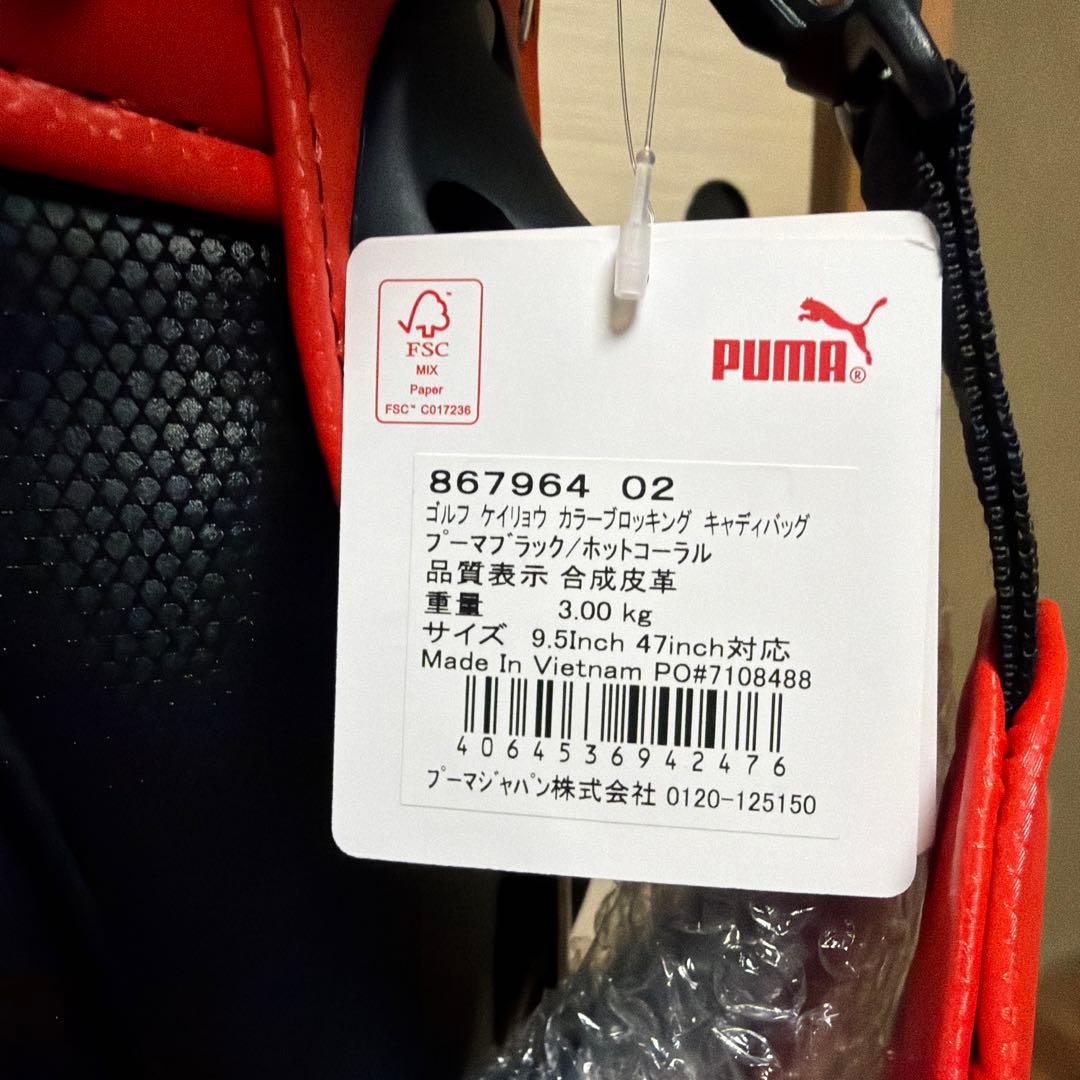 FSC™
MIX
Paper
FSC™ C017236
PUMA®
867964 02
ゴルフ ケイリョウ カラーブロッキング キャディバッグ
プーマブラック/ホットコーラル
品質表示 合成皮革
重量 3.00 kg
サイズ 9.5Inch 47inch対応
Made In Vietnam PO#7108488
4064536942476
プーマジャパン株式会社 0120-125150